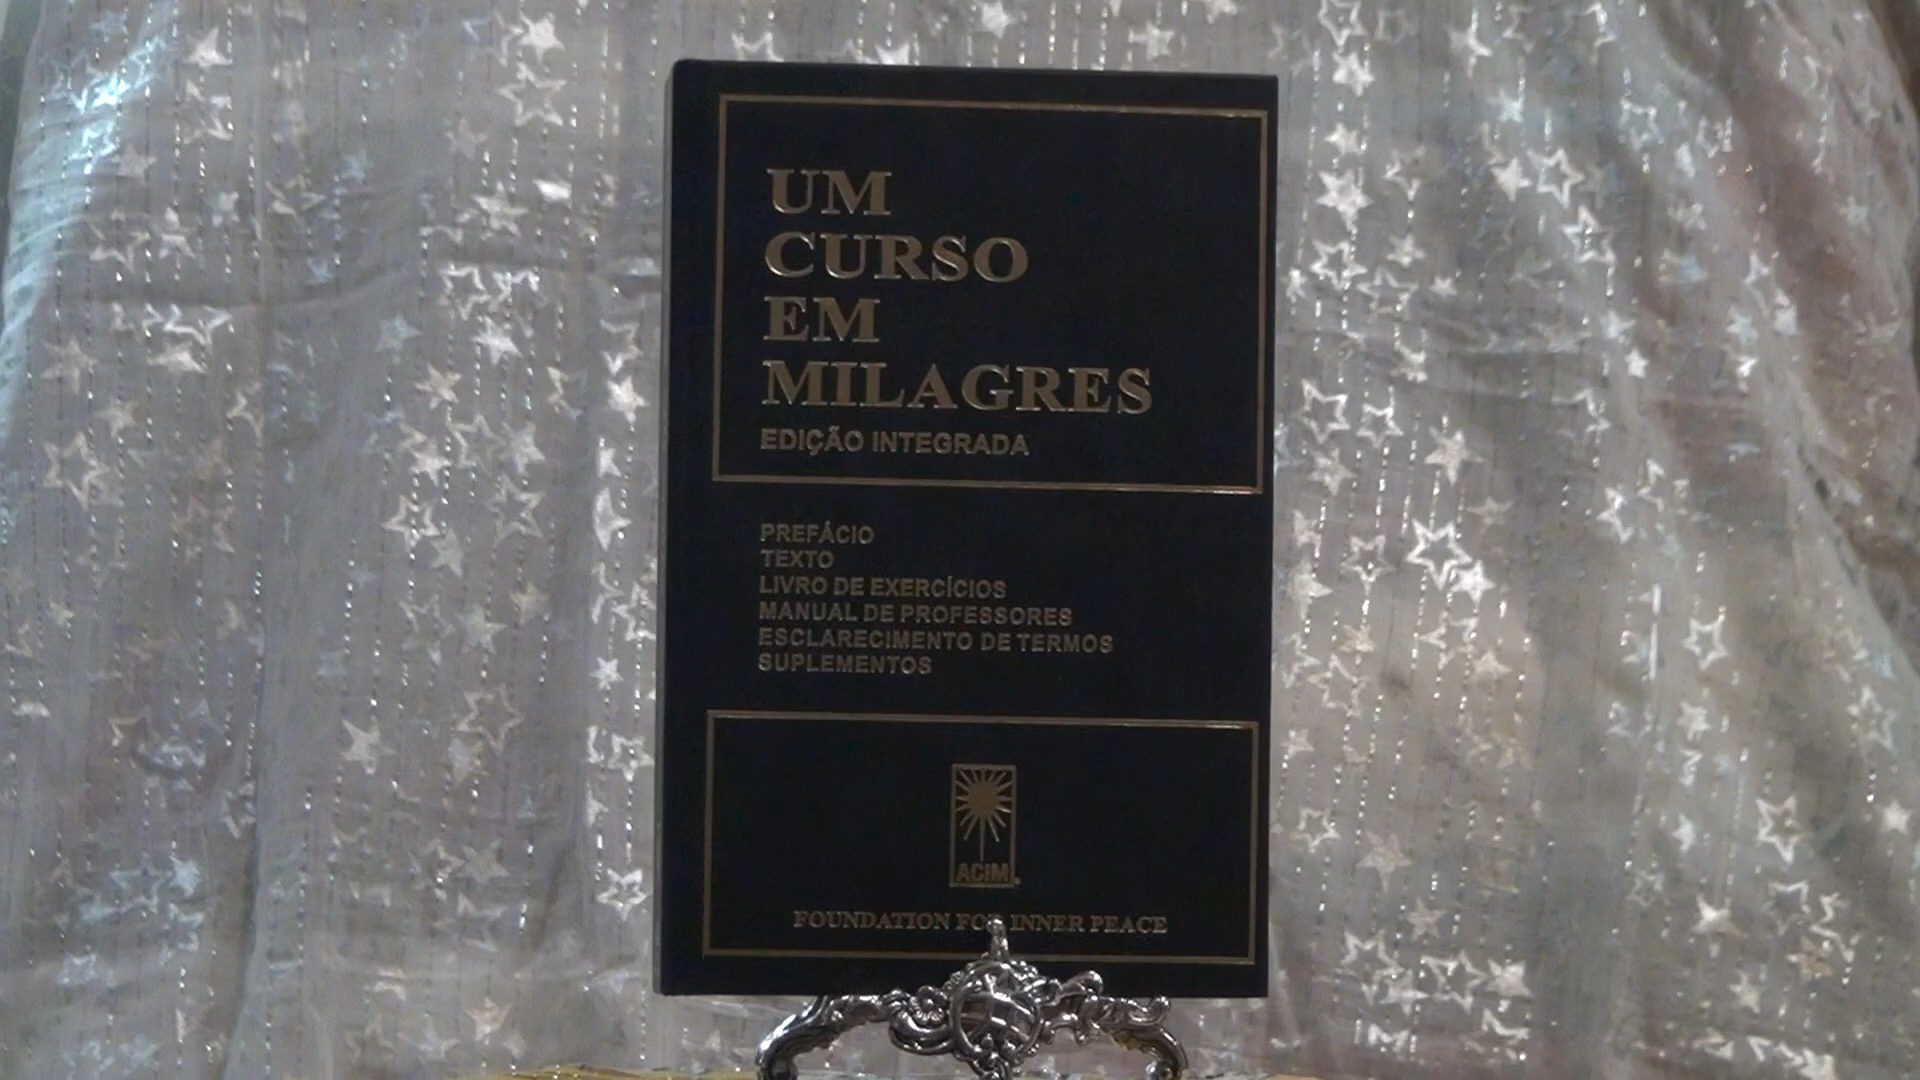 UM
CURSO
EM
MILAGRES
EDIÇÃO INTEGRADA
PREFÁCIO
TEXTO
LIVRO DE EXERCÍCIOS
MANUAL DE PROFESSORES
ESCLARECIMENTO DE TERMOS
SUPLEMENTOS
ACIM
FOUNDATION FOR INNER PEACE